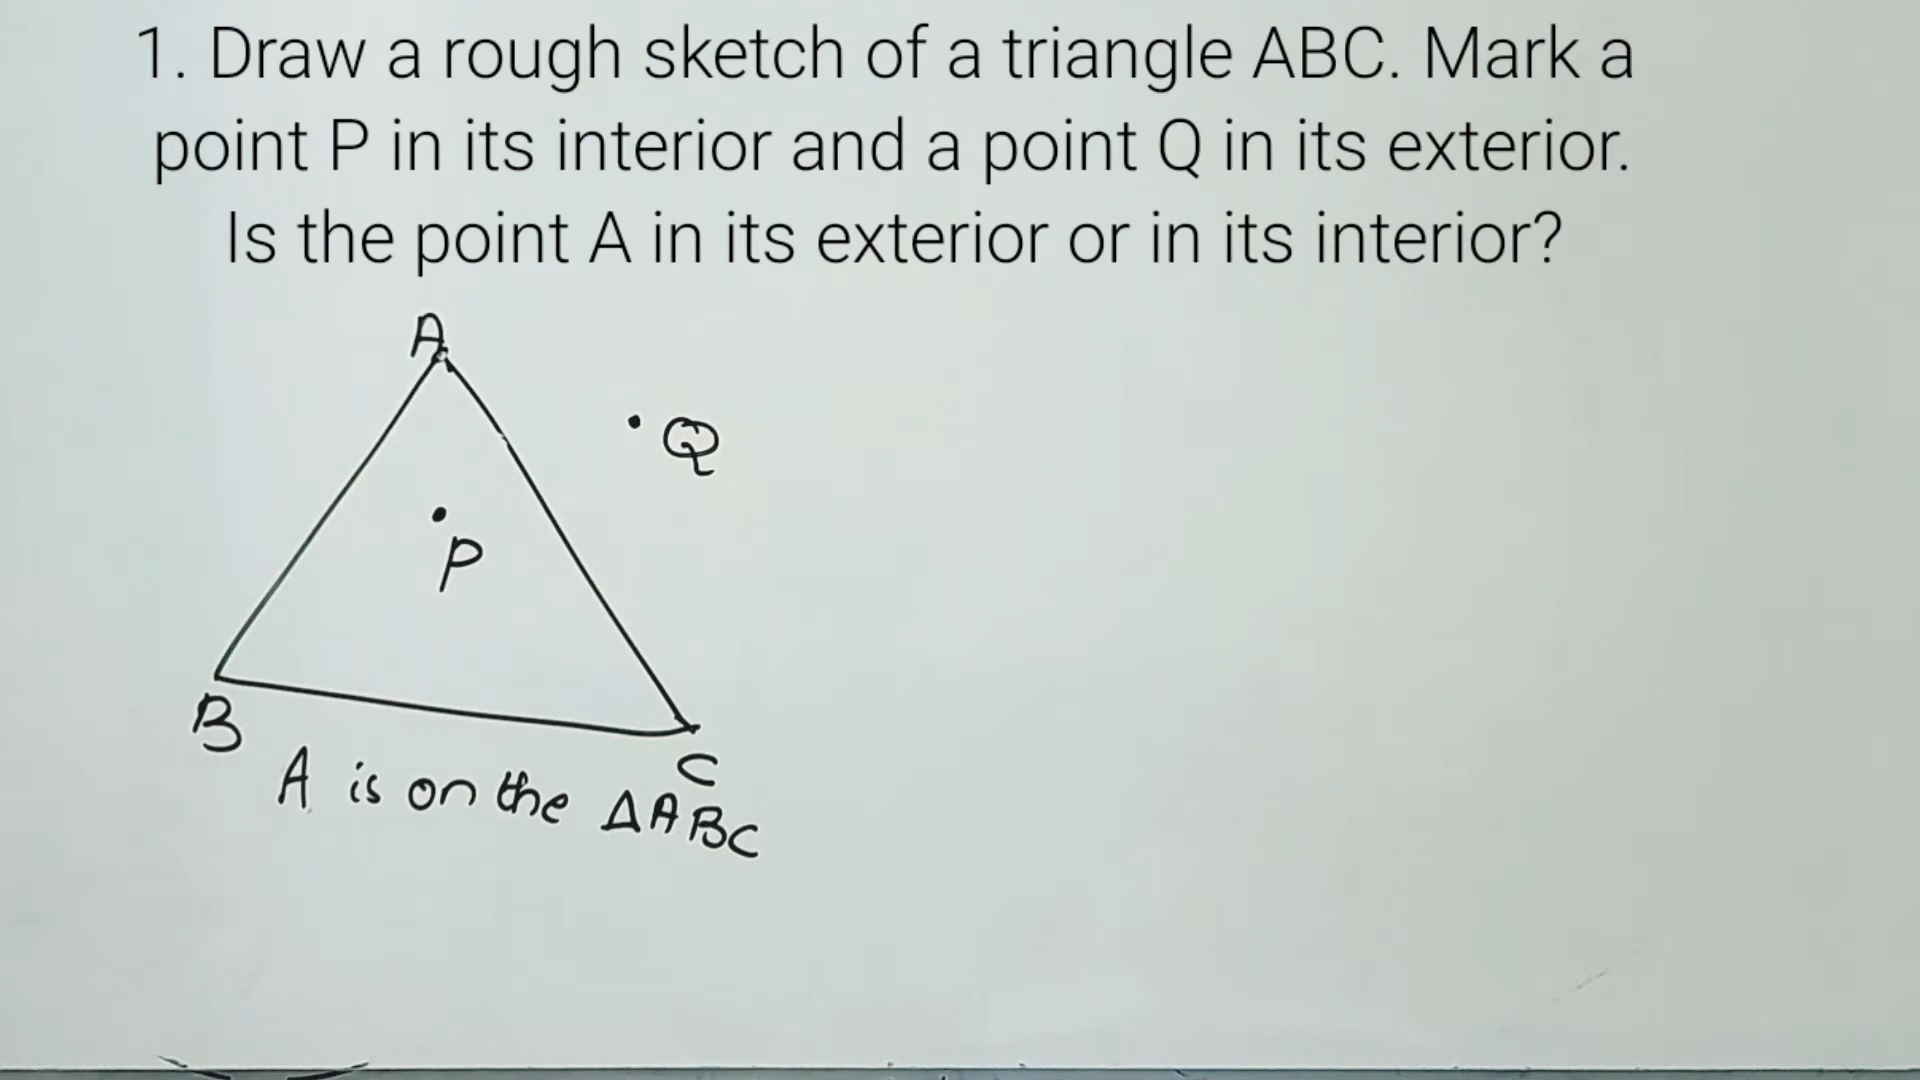 1. Draw a rough sketch of a triangle ABC. Mark a
point P in its interior and a point Q in its exterior.
Is the point A in its exterior or in its interior?
A
Q
P
B
C
A is on the ΔABC